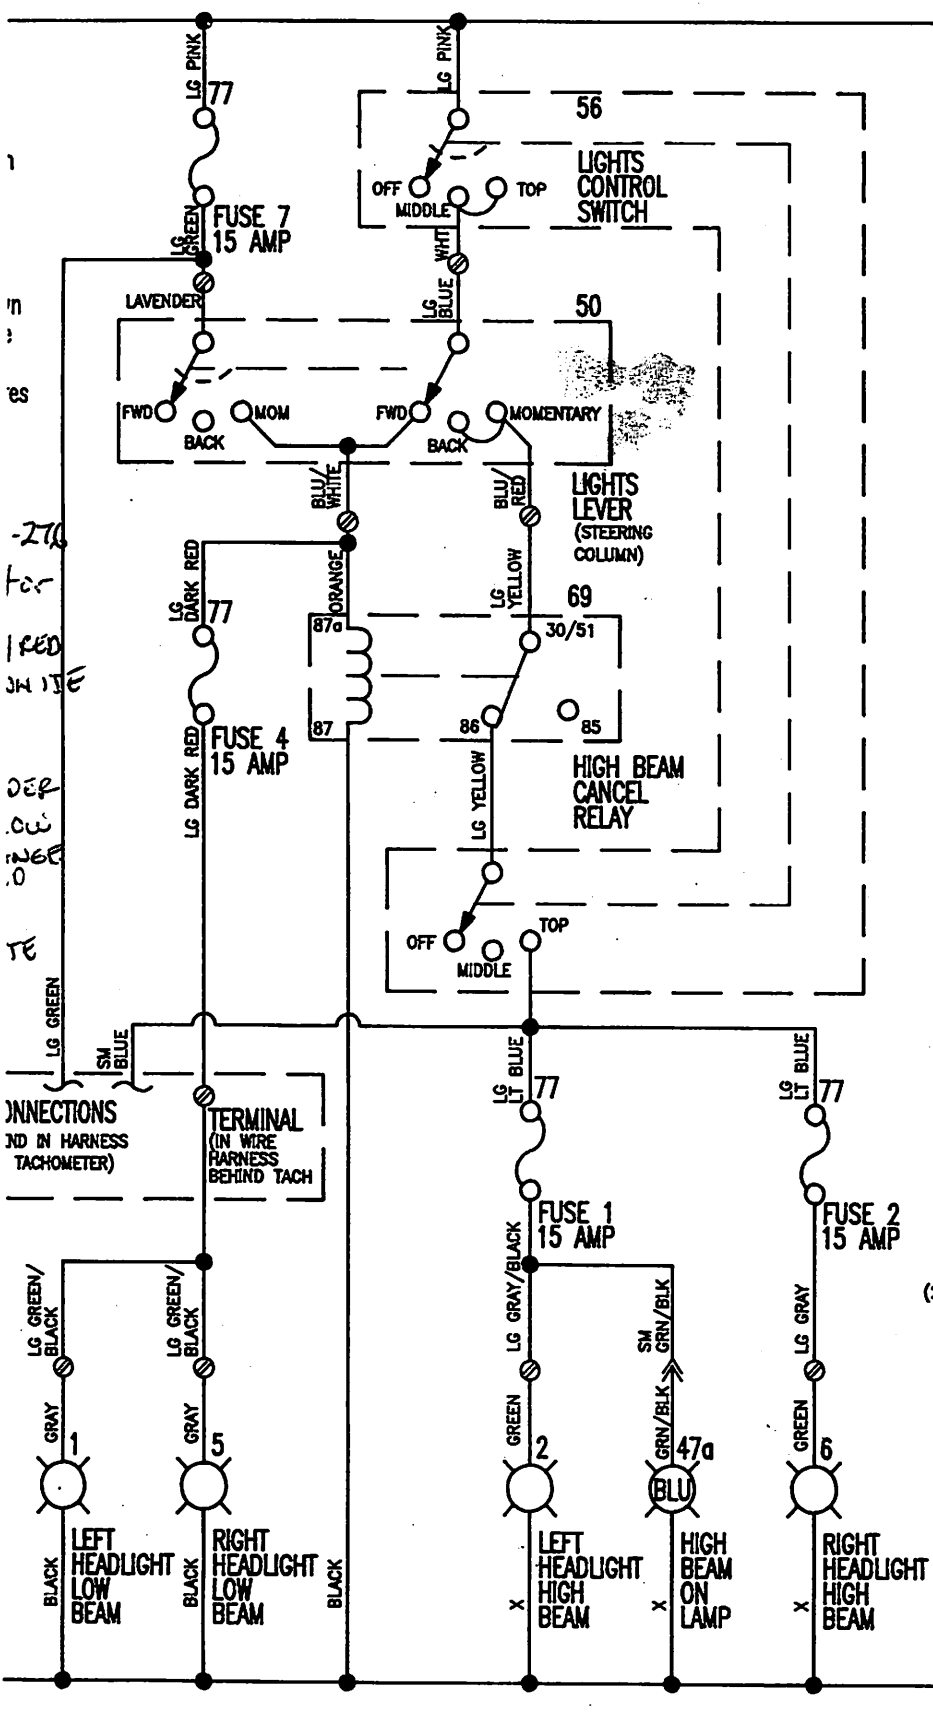 LG PINK
77
FUSE 7
15 AMP
LG
GREEN
LAVENDER
LG PINK
56
LIGHTS
CONTROL
SWITCH
OFF
MIDDLE
TOP
WHT
LG
BLUE
50
FWD
BACK
MOM
FWD
BACK
MOMENTARY
BLU/
WHITE
BLU/
RED
LIGHTS
LEVER
(STEERING
COLUMN)
LG
DARK RED
77
ORANGE
LG
YELLOW
69
87a
30/51
87
86
85
FUSE 4
15 AMP
LG DARK RED
HIGH BEAM
CANCEL
RELAY
LG YELLOW
OFF
MIDDLE
TOP
RED
LG GREEN
SM
BLUE
ONNECTIONS
ND IN HARNESS
TACHOMETER)
TERMINAL
(IN WIRE
HARNESS
BEHIND TACH
LG
LT BLUE
77
LG
LT BLUE
77
FUSE 1
15 AMP
FUSE 2
15 AMP
LG GREEN/
BLACK
LG GREEN/
BLACK
LG GRAY/BLACK
SM
GRN/BLK
LG GRAY
GRAY
GRAY
GREEN
GRN/BLK
GREEN
1
5
2
47a
6
BLU
LEFT
HEADLIGHT
LOW
BEAM
RIGHT
HEADLIGHT
LOW
BEAM
LEFT
HEADLIGHT
HIGH
BEAM
HIGH
BEAM
ON
LAMP
RIGHT
HEADLIGHT
HIGH
BEAM
BLACK
BLACK
BLACK
X
X
X